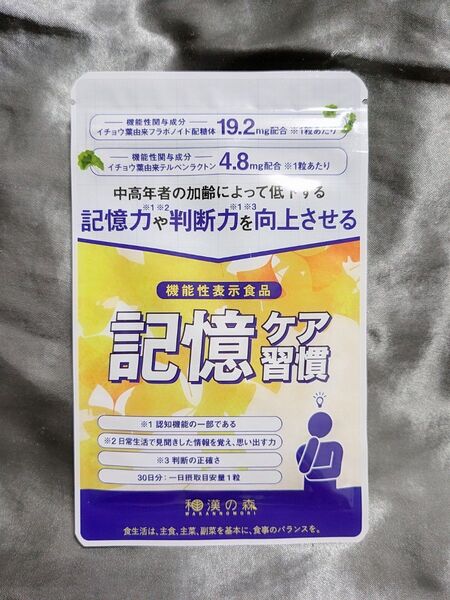 機能性関与成分
イチョウ葉由来フラボノイド配糖体 19.2mg配合 ※1粒あたり
機能性関与成分
イチョウ葉由来テルペンラクトン 4.8mg配合 ※1粒あたり
中高年者の加齢によって低下する
記憶力※1※2や判断力※1※3を向上させる
機能性表示食品
記憶ケア
習慣
※1 認知機能の一部である
※2 日常生活で見聞きした情報を覚え、思い出す力
※3 判断の正確さ
30日分:一日摂取目安量1粒
和漢の森
WAKANNOMORI
食生活は、主食、主菜、副菜を基本に、食事のバランスを。